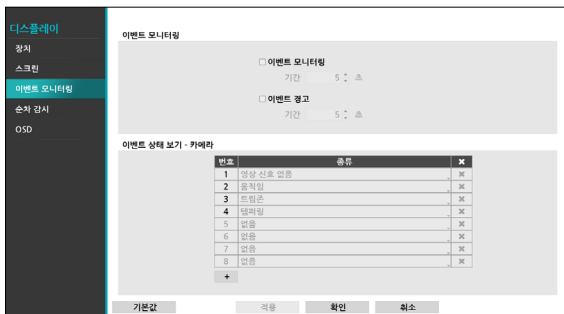 디스플레이
장치
스크린
이벤트 모니터링
순차 감시
OSD
이벤트 모니터링
이벤트 모니터링
기간 5 초
이벤트 경고
기간 5 초
이벤트 상태 보기 - 카메라
번호 종류 ✖
1 영상 신호 없음 ✖
2 움직임 ✖
3 트립존 ✖
4 템퍼링 ✖
5 없음 ✖
6 없음 ✖
7 없음 ✖
8 없음 ✖
+
기본값 적용 확인 취소